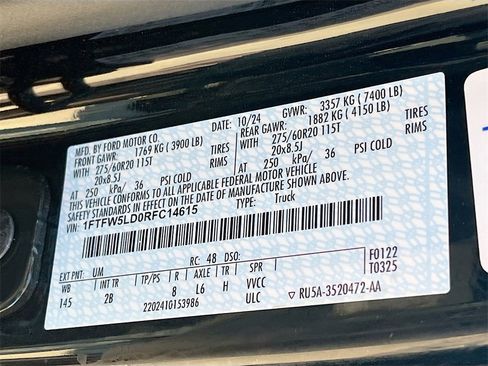 MFD. BY FORD MOTOR CO.
DATE: 10/24 GVWR: 3357 KG (7400 LB)
FRONT GAWR: 1769 KG (3900 LB) REAR GAWR: 1882 KG (4150 LB)
WITH 275/60R20 115T TIRES WITH 275/60R20 115T TIRES
20x8.5J RIMS 20x8.5J RIMS
AT 250 kPa/ 36 PSI COLD AT 250 kPa/ 36 PSI COLD
THIS VEHICLE CONFORMS TO ALL APPLICABLE FEDERAL MOTOR VEHICLE
SAFETY STANDARDS IN EFFECT ON THE DATE OF MANUFACTURE SHOWN ABOVE.
VIN: 1FTFW5LD0RFC14615 TYPE: Truck
EXT PNT: UM RC: 48 DSO: F0122
WB INT TR TP/PS R AXLE TR SPR T0325
145 2B 8 L6 H VVCC
2202410153986 ULC ▽ RU5A-3520472-AA